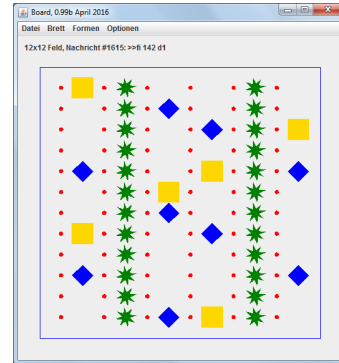 Board, 0.99b April 2016
Datei Brett Formen Optionen
12x12 Feld, Nachricht #1615: >>fi 142 d1